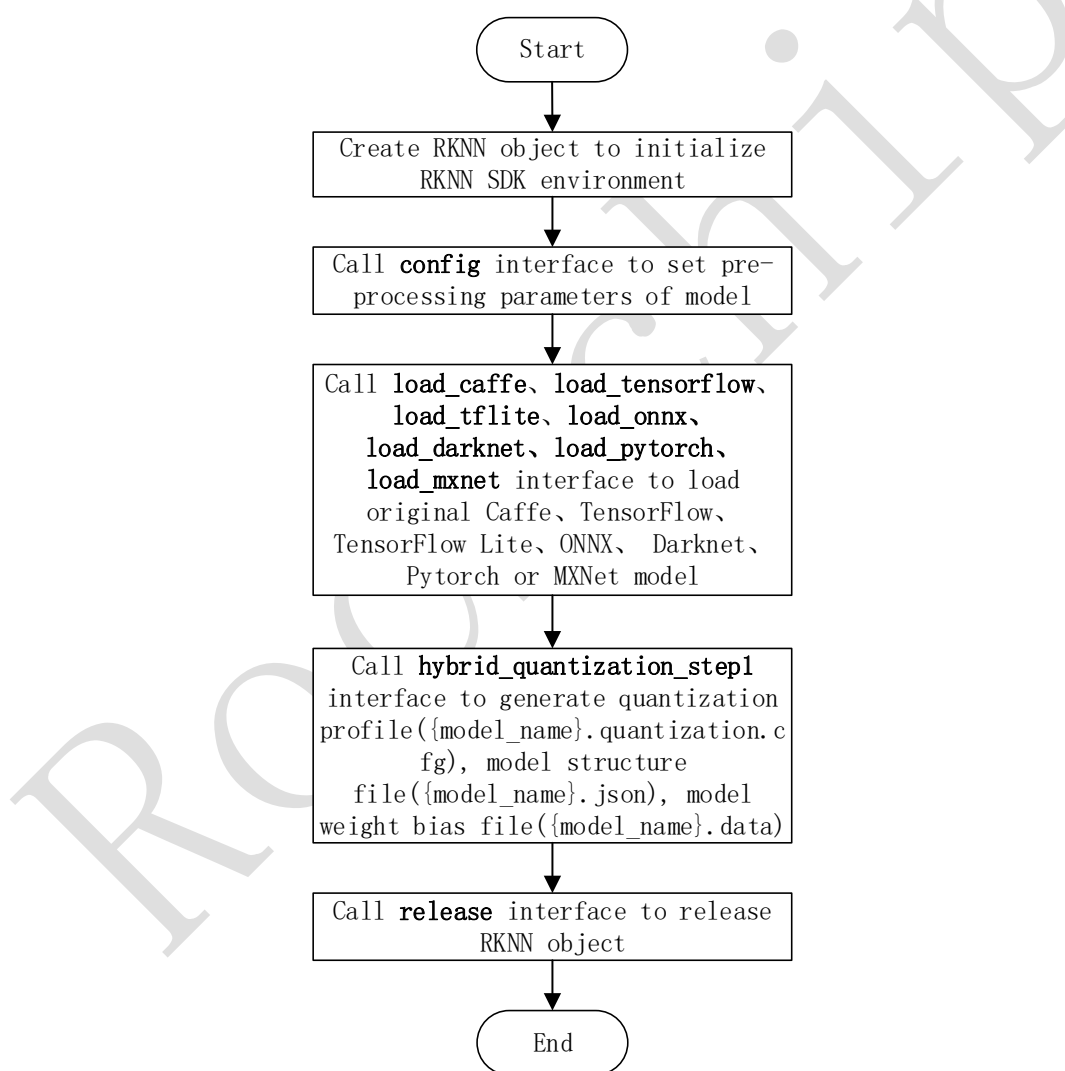 Start
Create RKNN object to initialize
RKNN SDK environment
Call config interface to set pre-
processing parameters of model
Call load_caffe、load_tensorflow、
load_tflite、load_onnx、
load_darknet、load_pytorch、
load_mxnet interface to load
original Caffe、TensorFlow、
TensorFlow Lite、ONNX、 Darknet、
Pytorch or MXNet model
Call hybrid_quantization_step1
interface to generate quantization
profile({model_name}.quantization.c
fg), model structure
file({model_name}.json), model
weight bias file({model_name}.data)
Call release interface to release
RKNN object
End